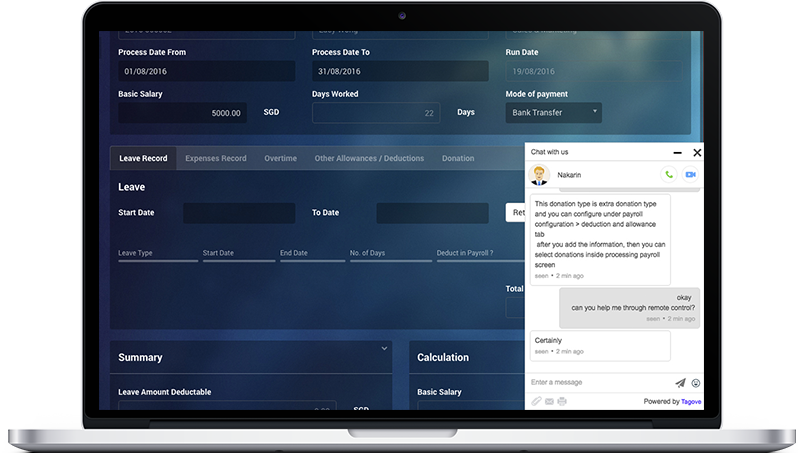 Process Date From
Process Date To
Run Date
01/08/2016
31/08/2016
19/08/2016
Basic Salary
Days Worked
Mode of payment
5000.00
SGD
22
Days
Bank Transfer
Leave Record
Expenses Record
Overtime
Other Allowances / Deductions
Donation
Leave
Start Date
To Date
Ret
Leave Type
Start Date
End Date
No. of Days
Deduct in Payroll ?
Total
Summary
Calculation
Leave Amount Deductable
Basic Salary
Chat with us
Nakarin
This donation type is extra donation type
and you can configure under payroll
configuration > deduction and allowance
tab
after you add the information, then you can
select donations inside processing payroll
screen
seen • 2 min ago
okay
can you help me through remote control?
seen • 2 min ago
Certainly
seen • 2 min ago
Enter a message
Powered by Tagove